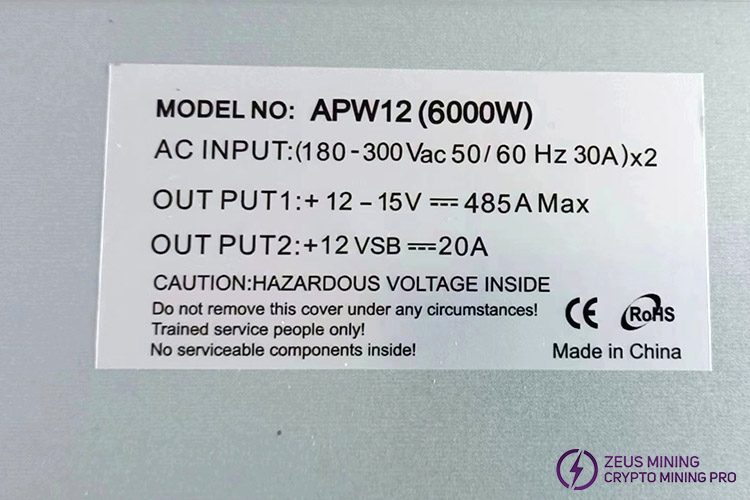 MODEL NO: APW12 (6000W)
AC INPUT:(180-300Vac 50/60 Hz 30A)x2
OUT PUT1:+ 12 – 15V ⎓ 485A Max
OUT PUT2:+12 VSB ⎓ 20A
CAUTION:HAZARDOUS VOLTAGE INSIDE
Do not remove this cover under any circumstances!
Trained service people only!
No serviceable components inside!
CE RoHS
Made in China
ZEUS MINING
CRYPTO MINING PRO